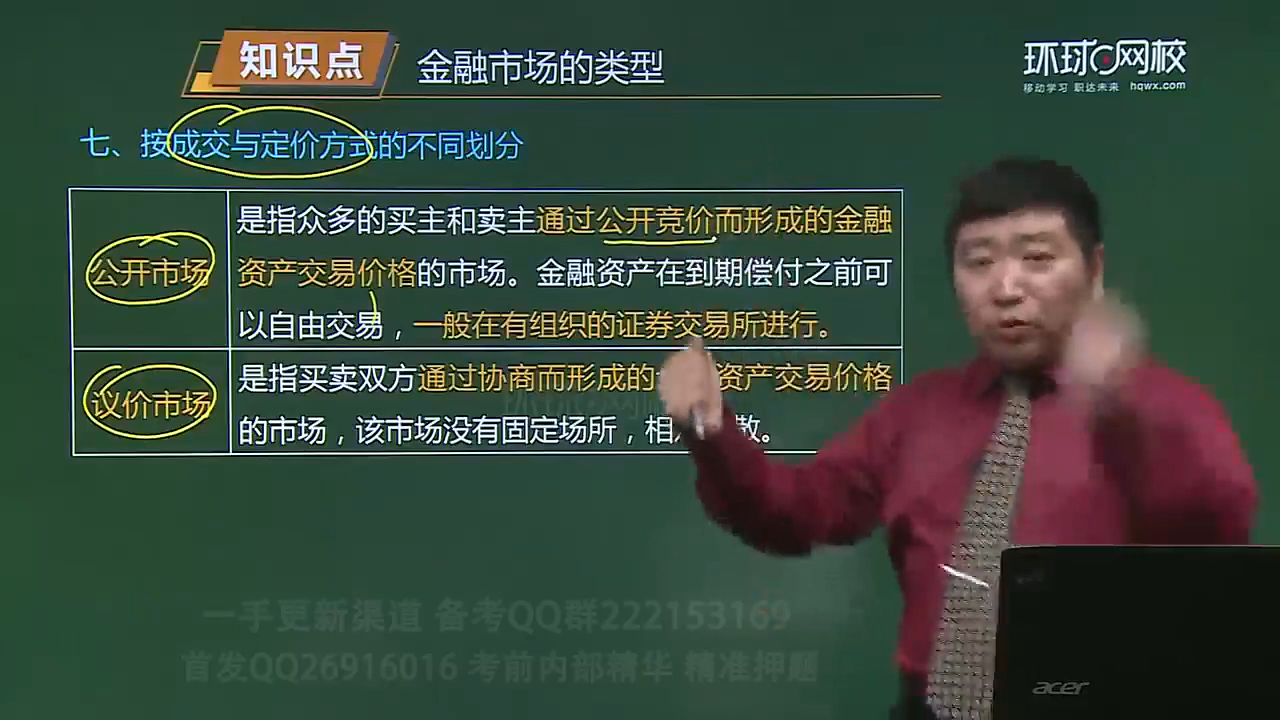 知识点
金融市场的类型
环球网校
移动学习 职达未来 hqwx.com
七、按成交与定价方式的不同划分
公开市场
是指众多的买主和卖主通过公开竞价而形成的金融
资产交易价格的市场。金融资产在到期偿付之前可
以自由交易，一般在有组织的证券交易所进行。
议价市场
是指买卖双方通过协商而形成的 资产交易价格
的市场，该市场没有固定场所，相 散。
一手更新渠道 备考QQ群222153169
首发QQ26916016 考前内部精华 精准押题
acer